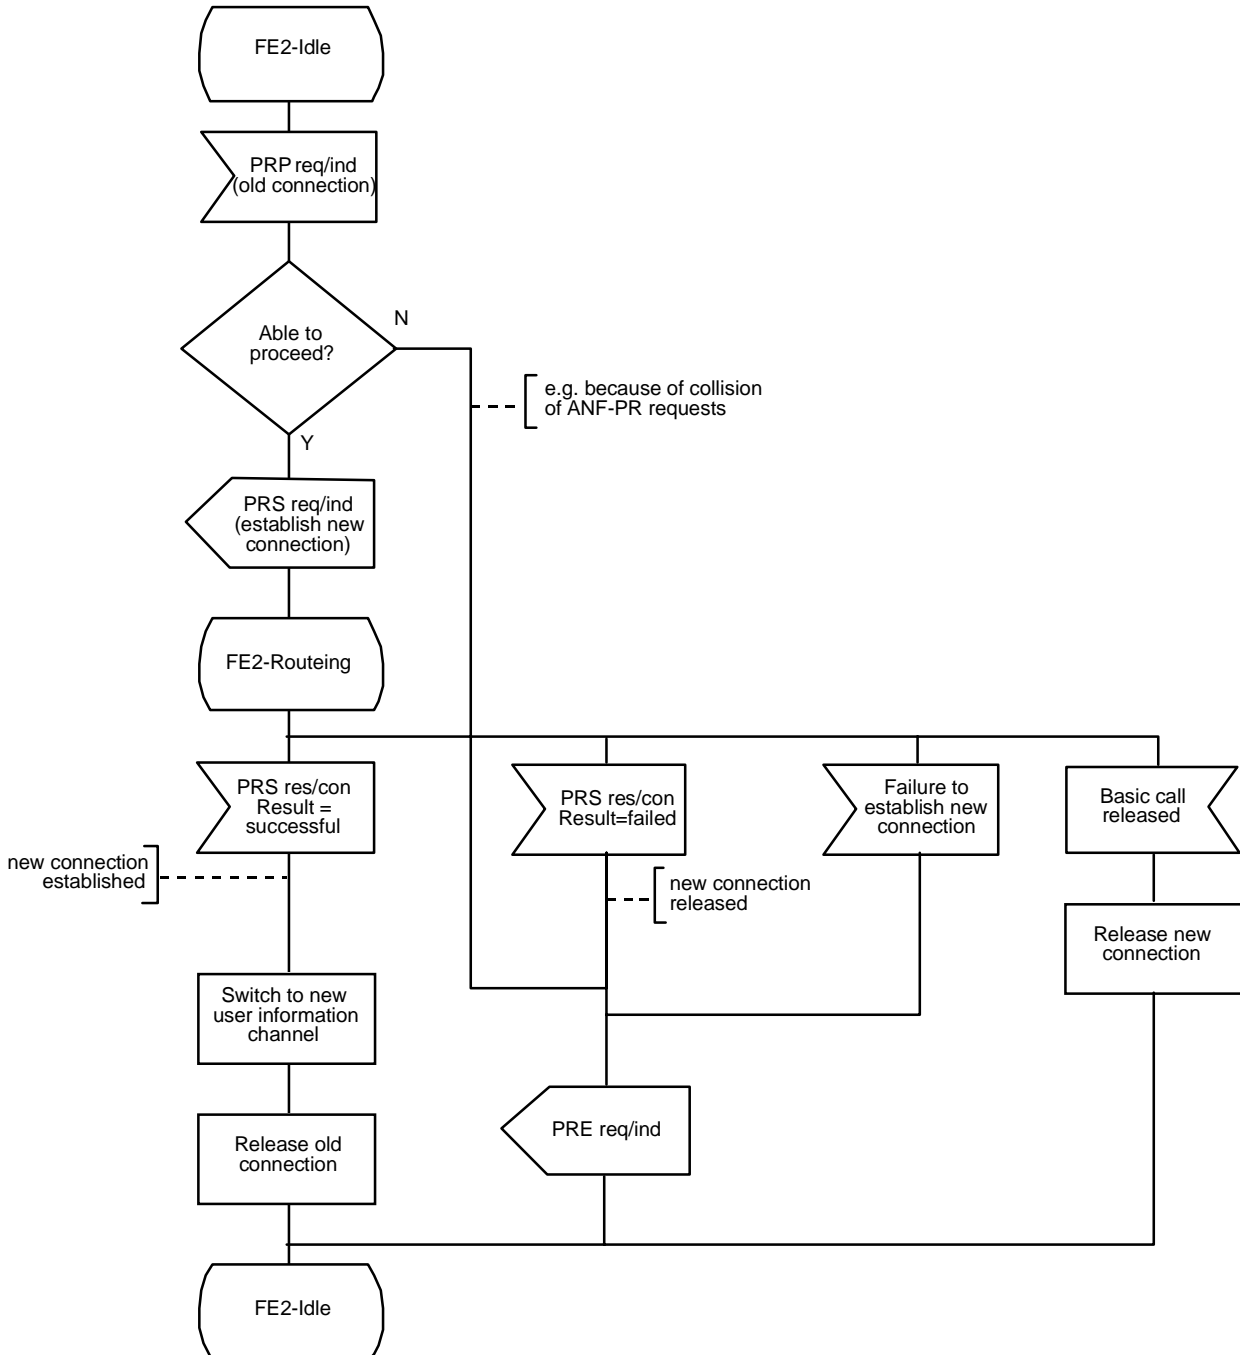 FE2-Idle
PRP req/ind
(old connection)
Able to
proceed?
N
e.g. because of collision
of ANF-PR requests
Y
PRS req/ind
(establish new
connection)
FE2-Routeing
PRS res/con
Result =
successful
PRS res/con
Result=failed
Failure to
establish new
connection
Basic call
released
new connection
established
new connection
released
Release new
connection
Switch to new
user information
channel
PRE req/ind
Release old
connection
FE2-Idle